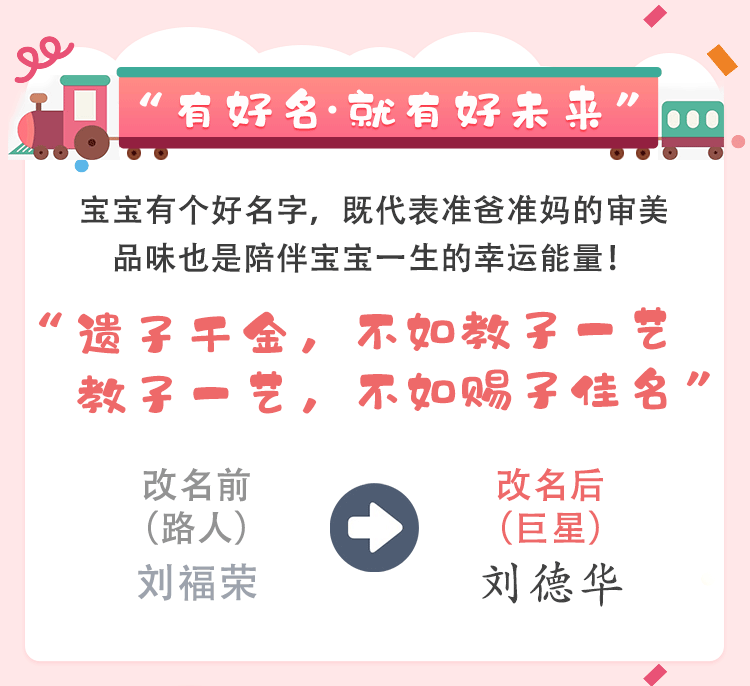 “有好名·就有好未来”
宝宝有个好名字，既代表准爸准妈的审美
品味也是陪伴宝宝一生的幸运能量！
“遗子千金，不如教子一艺
教子一艺，不如赐子佳名”
改名前
（路人）
刘福荣
改名后
（巨星）
刘德华